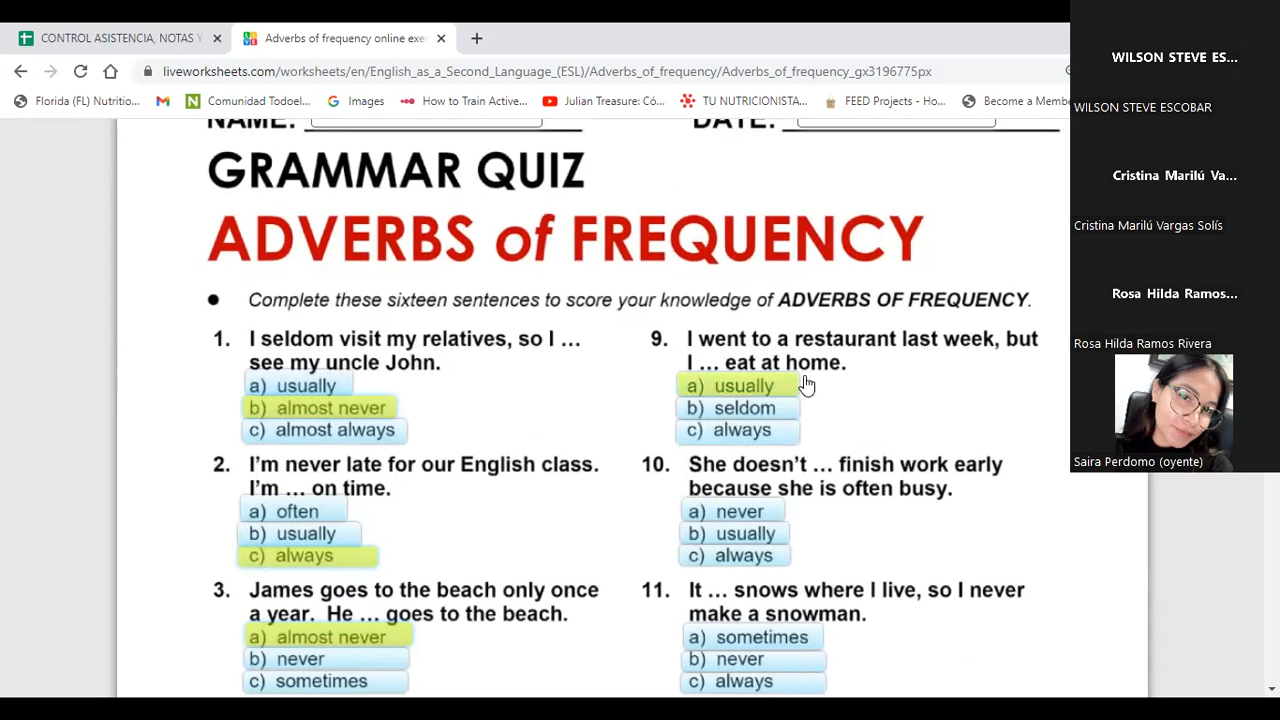 CONTROL ASISTENCIA, NOTAS Y
Adverbs of frequency online exer
liveworksheets.com/worksheets/en/English_as_a_Second_Language_(ESL)/Adverbs_of_frequency/Adverbs_of_frequency_gx3196775px
Florida (FL) Nutritio...
Comunidad Todoel...
Images
How to Train Active...
Julian Treasure: Có...
TU NUTRICIONISTA...
FEED Projects - Ho...
Become a Membe
NAME:
DATE:
GRAMMAR QUIZ
ADVERBS of FREQUENCY
● Complete these sixteen sentences to score your knowledge of ADVERBS OF FREQUENCY.
1. I seldom visit my relatives, so I …
see my uncle John.
a) usually
b) almost never
c) almost always
2. I'm never late for our English class.
I'm … on time.
a) often
b) usually
c) always
3. James goes to the beach only once
a year. He … goes to the beach.
a) almost never
b) never
c) sometimes
9. I went to a restaurant last week, but
I … eat at home.
a) usually
b) seldom
c) always
10. She doesn't … finish work early
because she is often busy.
a) never
b) usually
c) always
11. It … snows where I live, so I never
make a snowman.
a) sometimes
b) never
c) always
WILSON STEVE ES...
WILSON STEVE ESCOBAR
Cristina Marilú Va...
Cristina Marilú Vargas Solís
Rosa Hilda Ramos...
Rosa Hilda Ramos Rivera
Saira Perdomo (oyente)